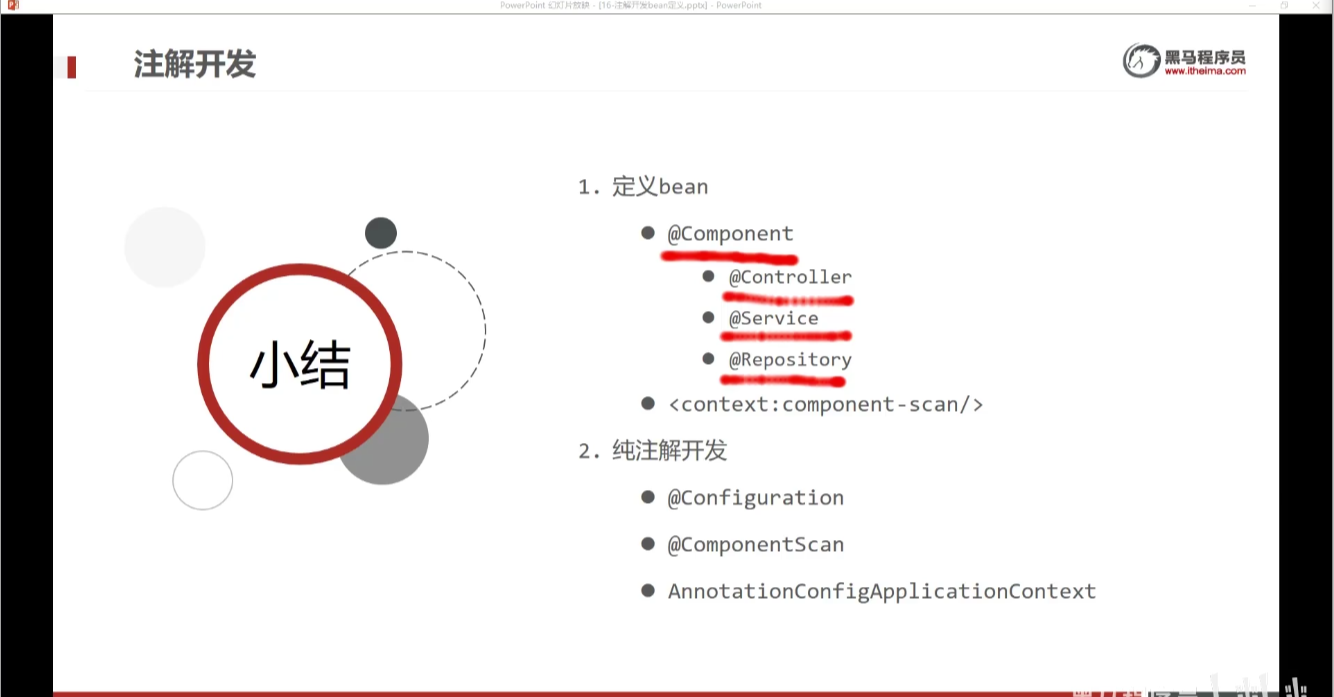 PowerPoint 幻灯片放映 - [16-注解开发bean定义.pptx] - PowerPoint
注解开发
黑马程序员
www.itheima.com
小结
1. 定义bean
● @Component
● @Controller
● @Service
● @Repository
● <context:component-scan/>
2. 纯注解开发
● @Configuration
● @ComponentScan
● AnnotationConfigApplicationContext